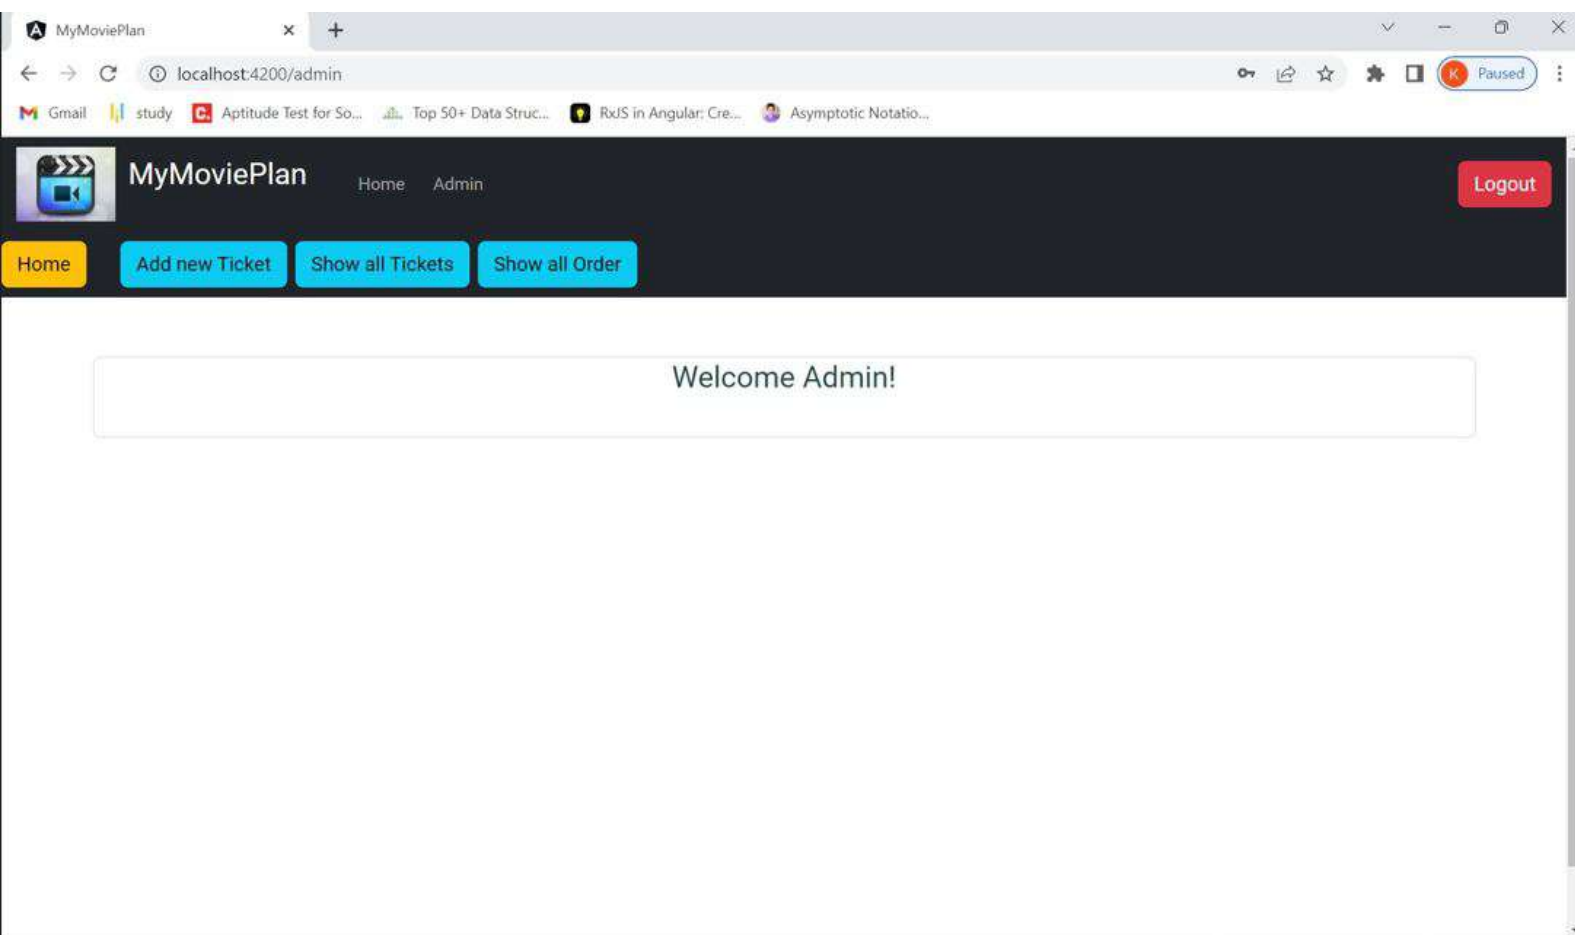 MyMoviePlan
localhost:4200/admin
Paused
K
Gmail study Aptitude Test for So... Top 50+ Data Struc... RxJS in Angular: Cre... Asymptotic Notatio...
MyMoviePlan Home Admin Logout
Home Add new Ticket Show all Tickets Show all Order
Welcome Admin!